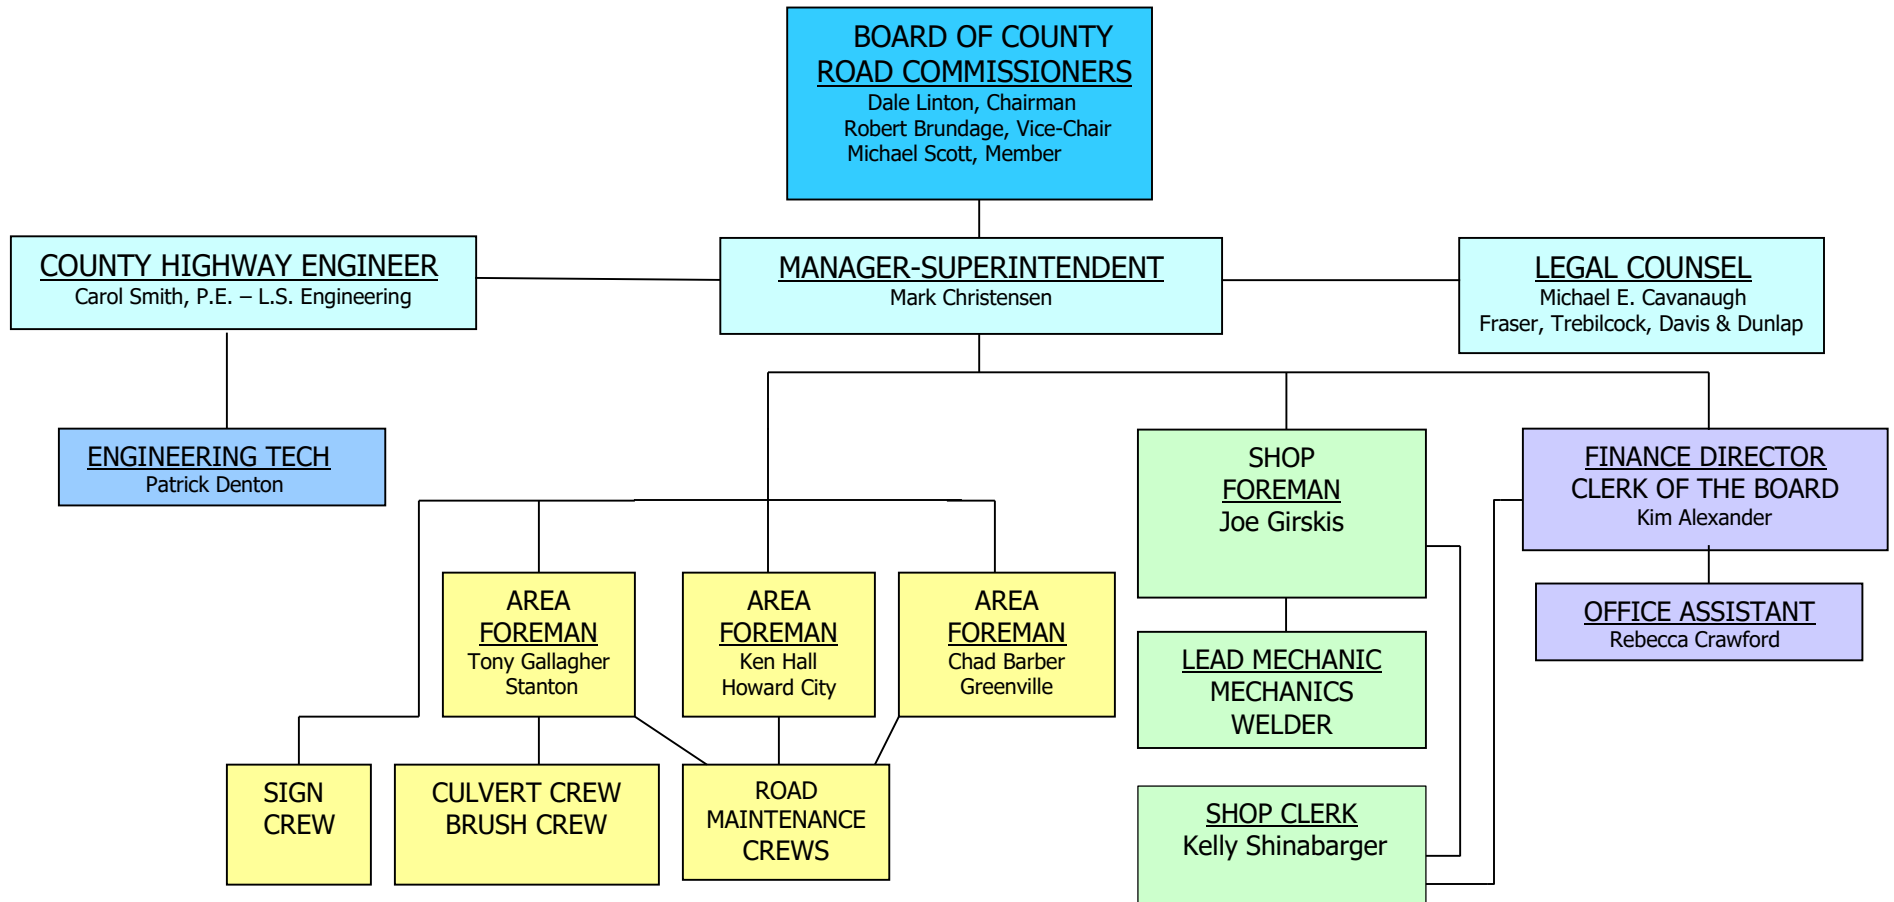 BOARD OF COUNTY
ROAD COMMISSIONERS
Dale Linton, Chairman
Robert Brundage, Vice-Chair
Michael Scott, Member
COUNTY HIGHWAY ENGINEER
Carol Smith, P.E. – L.S. Engineering
MANAGER-SUPERINTENDENT
Mark Christensen
LEGAL COUNSEL
Michael E. Cavanaugh
Fraser, Trebilcock, Davis & Dunlap
ENGINEERING TECH
Patrick Denton
SHOP
FOREMAN
Joe Girskis
FINANCE DIRECTOR
CLERK OF THE BOARD
Kim Alexander
AREA
FOREMAN
Tony Gallagher
Stanton
AREA
FOREMAN
Ken Hall
Howard City
AREA
FOREMAN
Chad Barber
Greenville
OFFICE ASSISTANT
Rebecca Crawford
LEAD MECHANIC
MECHANICS
WELDER
SIGN
CREW
CULVERT CREW
BRUSH CREW
ROAD
MAINTENANCE
CREWS
SHOP CLERK
Kelly Shinabarger